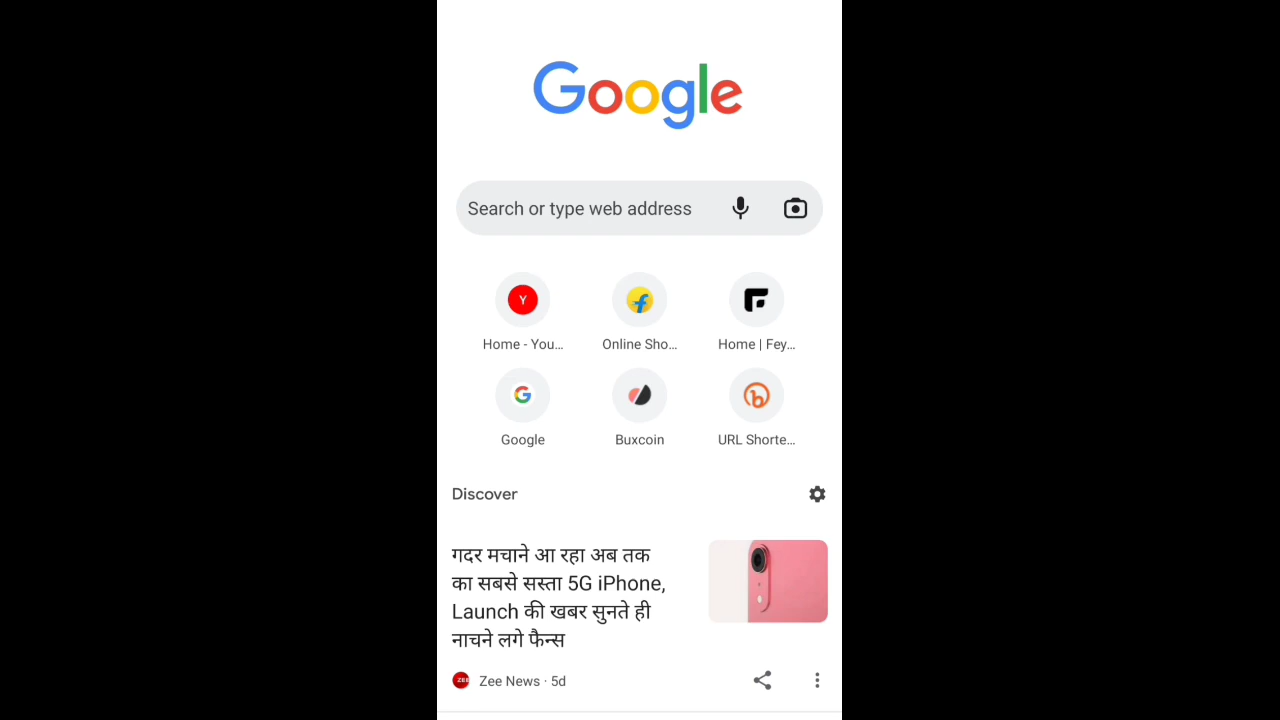 Google
Search or type web address
Y
Home - You...
Online Sho...
Home | Fey...
Google
Buxcoin
URL Shorte...
Discover
गदर मचाने आ रहा अब तक
का सबसे सस्ता 5G iPhone,
Launch की खबर सुनते ही
नाचने लगे फैन्स
Zee News · 5d